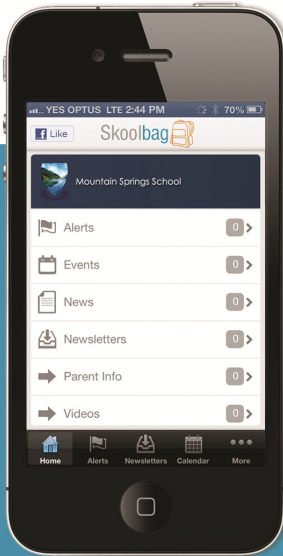 YES OPTUS LTE 2:44 PM 70%
f Like Skoolbag
Mountain Springs School
Alerts 0
Events 0
News 0
Newsletters 0
Parent Info 0
Videos 0
Home Alerts Newsletters Calendar More